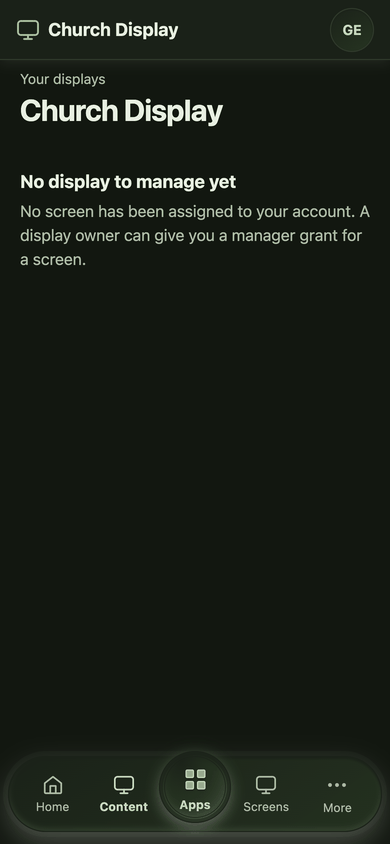 Church Display
GE
Your displays
Church Display
No display to manage yet
No screen has been assigned to your account. A
display owner can give you a manager grant for
a screen.
Home
Content
Apps
Screens
More